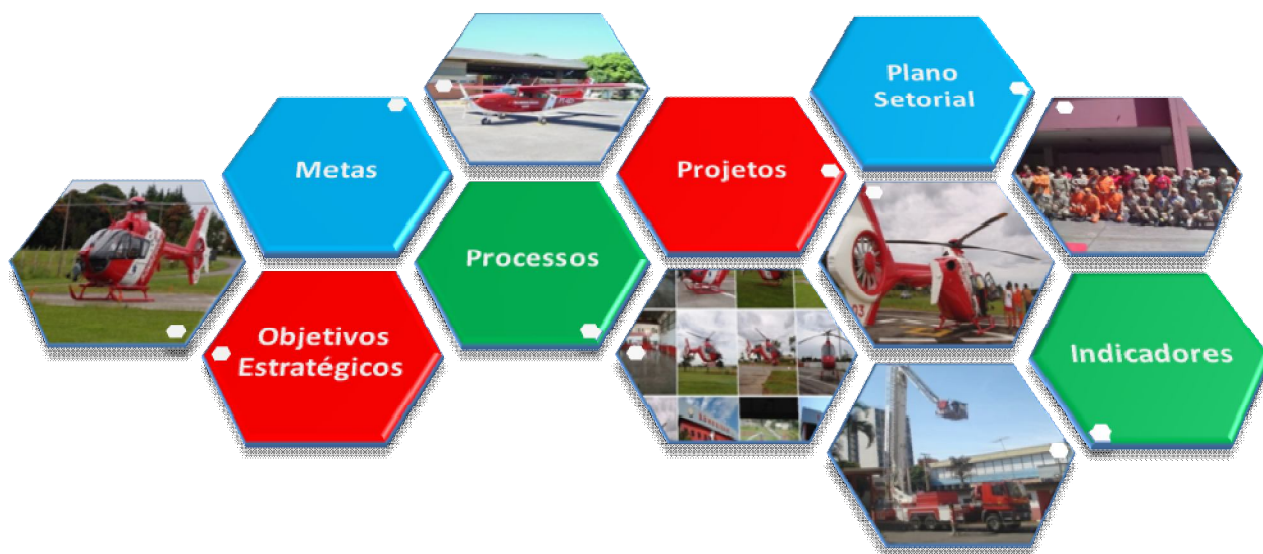 Plano
Setorial
Metas
Projetos
Processos
Objetivos
Estratégicos
Indicadores